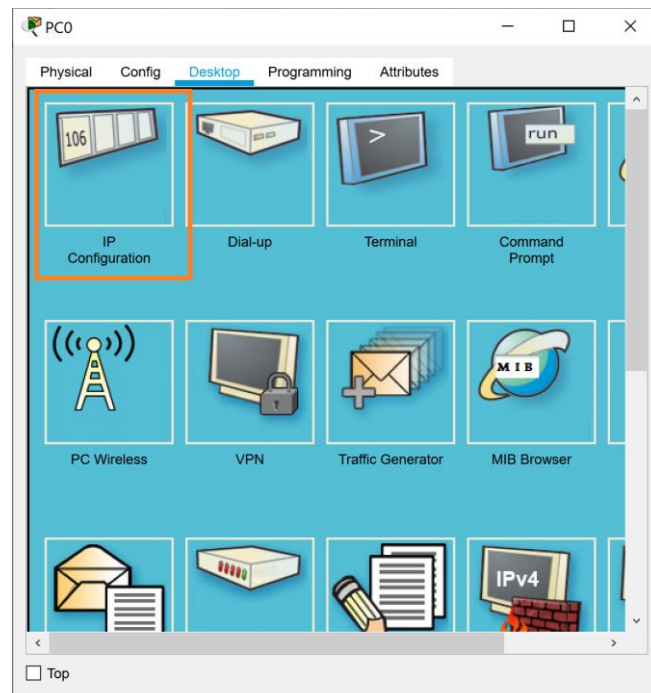 PC0
Physical Config Desktop Programming Attributes
106
>
run
IP
Configuration
Dial-up
Terminal
Command
Prompt
MIB
PC Wireless
VPN
Traffic Generator
MIB Browser
IPv4
Top